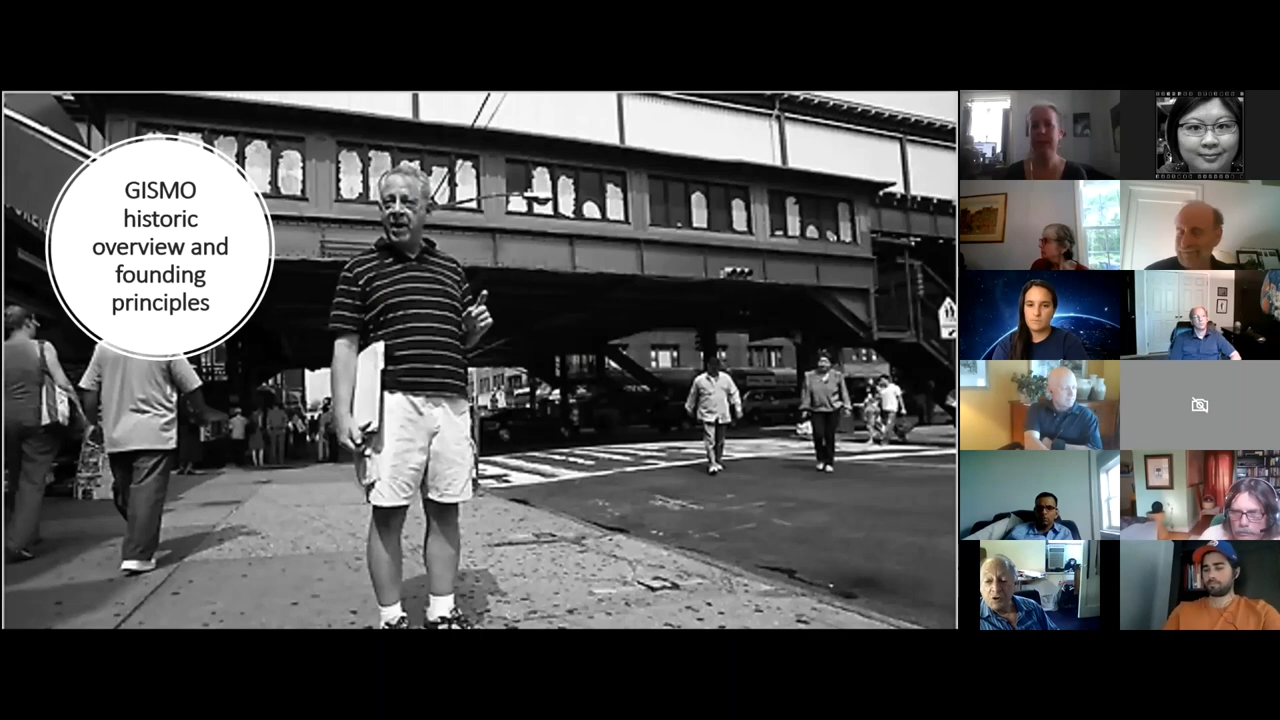 GISMO
historic
overview and
founding
principles